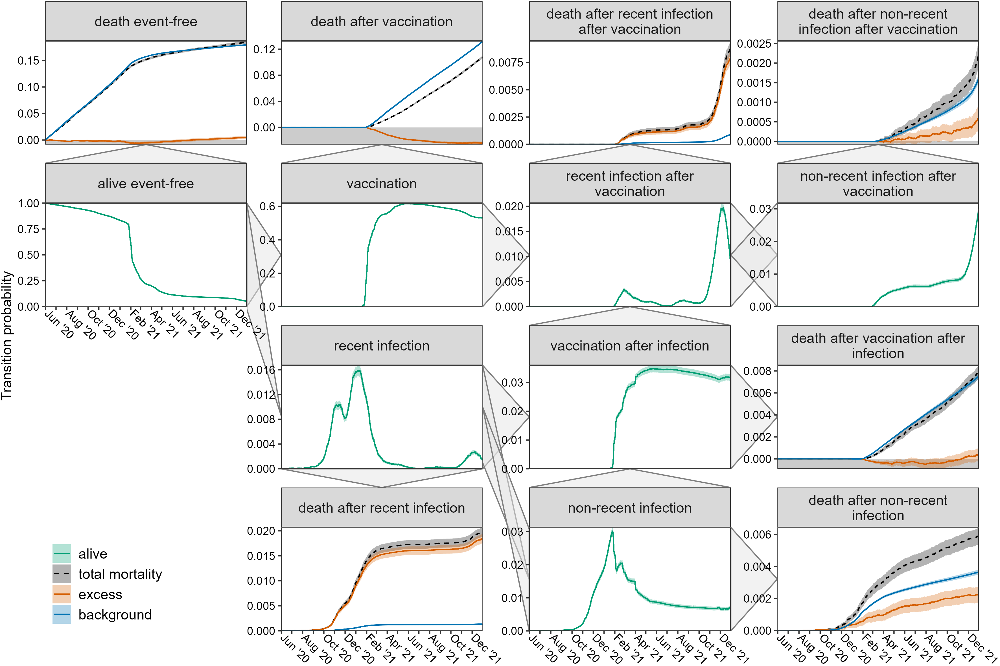 death event-free
death after vaccination
death after recent infection
after vaccination
death after non-recent
infection after vaccination
0.15
0.10
0.05
0.00
0.12
0.08
0.04
0.00
0.0075
0.0050
0.0025
0.0000
0.0025
0.0020
0.0015
0.0010
0.0005
0.0000
alive event-free
vaccination
recent infection after
vaccination
non-recent infection after
vaccination
1.00
0.75
0.50
0.25
0.00
0.6
0.4
0.2
0.0
0.020
0.015
0.010
0.005
0.000
0.03
0.02
0.01
0.00
Jun '20
Aug '20
Oct '20
Dec '20
Feb '21
Apr '21
Jun '21
Aug '21
Oct '21
Dec '21
Transition probability
recent infection
vaccination after infection
death after vaccination after
infection
0.016
0.012
0.008
0.004
0.000
0.03
0.02
0.01
0.00
0.008
0.006
0.004
0.002
0.000
death after recent infection
non-recent infection
death after non-recent
infection
0.020
0.015
0.010
0.005
0.000
0.03
0.02
0.01
0.00
0.006
0.004
0.002
0.000
Jun '20
Aug '20
Oct '20
Dec '20
Feb '21
Apr '21
Jun '21
Aug '21
Oct '21
Dec '21
Jun '20
Aug '20
Oct '20
Dec '20
Feb '21
Apr '21
Jun '21
Aug '21
Oct '21
Dec '21
Jun '20
Aug '20
Oct '20
Dec '20
Feb '21
Apr '21
Jun '21
Aug '21
Oct '21
Dec '21
alive
total mortality
excess
background